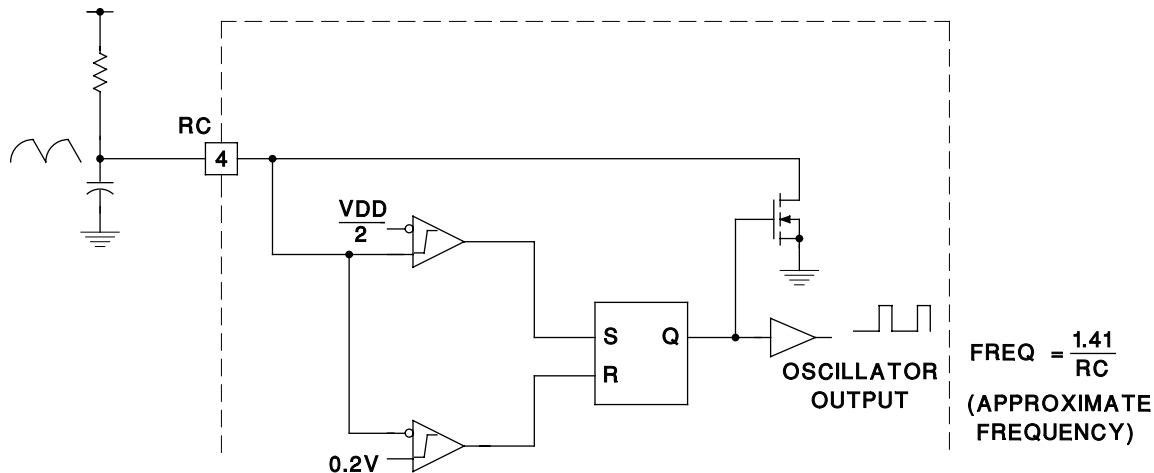 RC
4
VDD
2
S
Q
R
0.2V
OSCILLATOR
OUTPUT
FREQ = 1.41
RC
(APPROXIMATE
FREQUENCY)